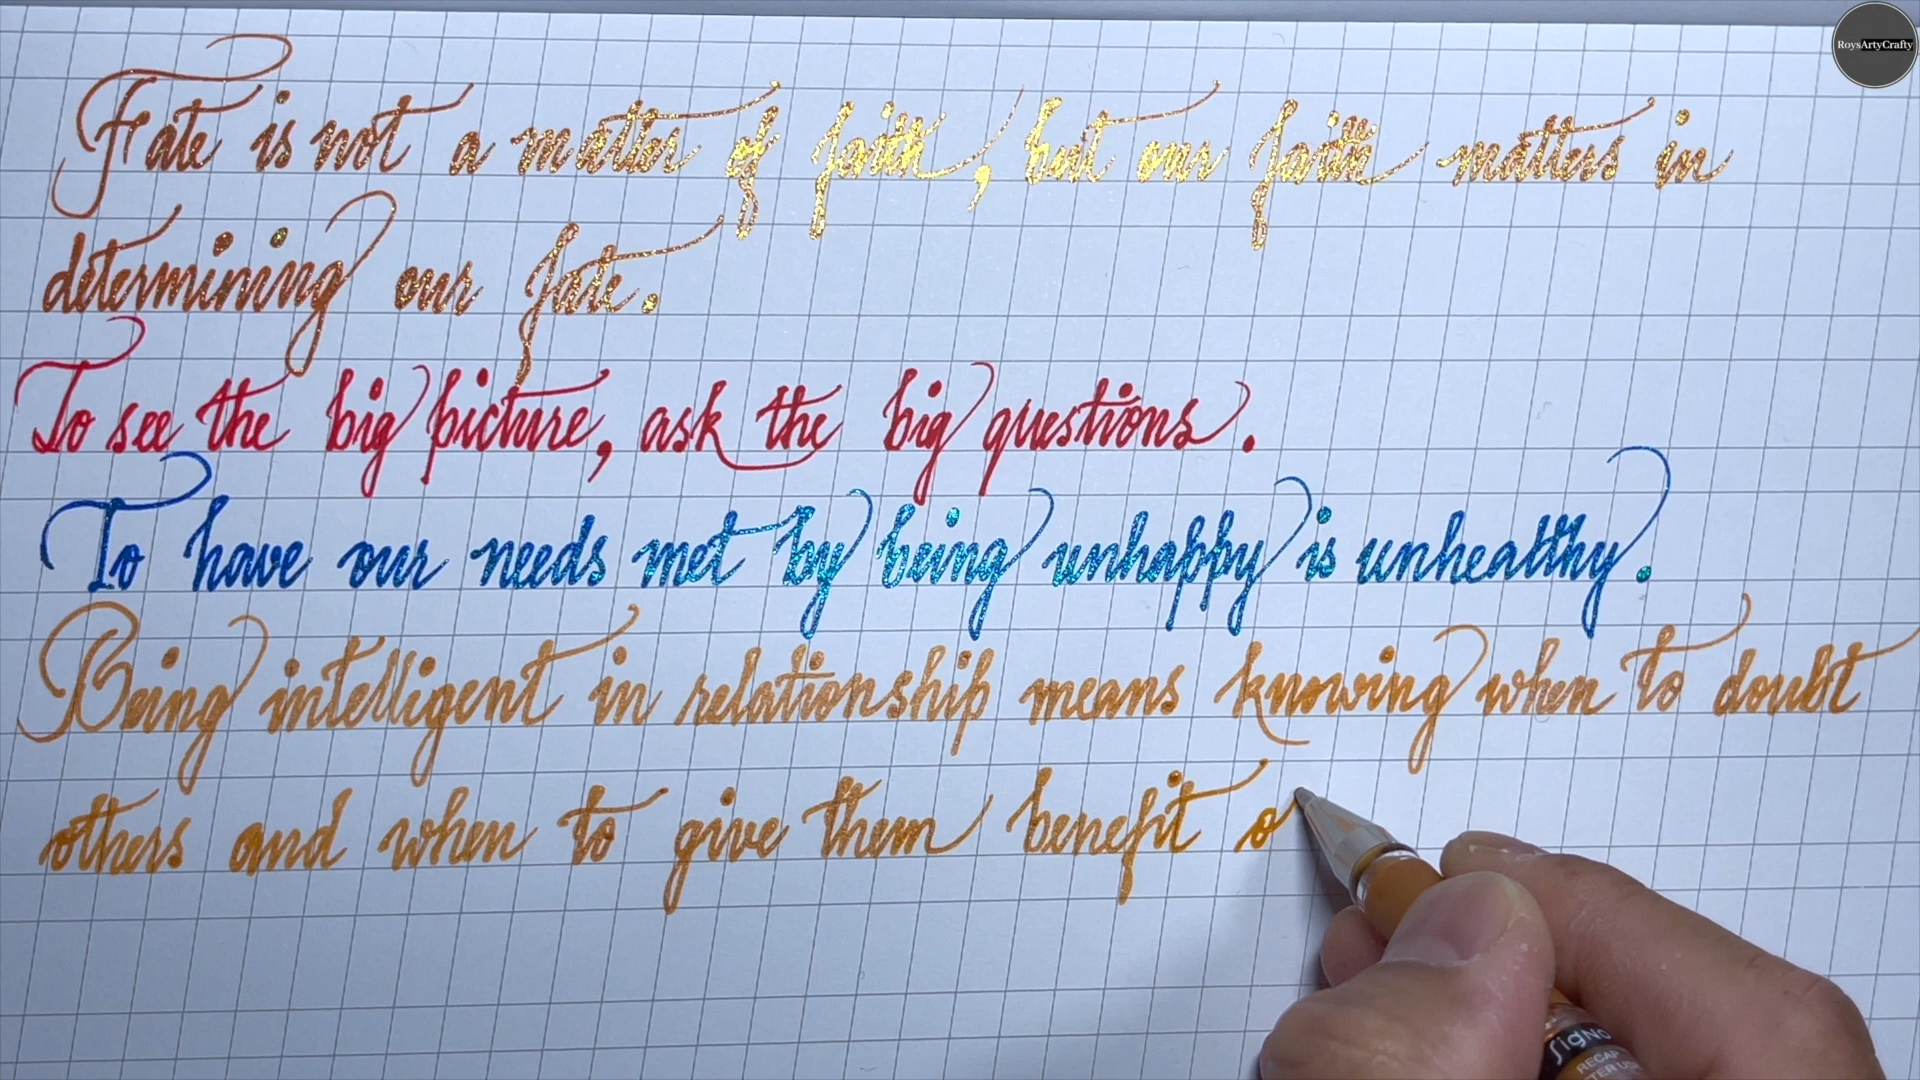 RoysArtyCrafty
Fate is not a matter of faith, but our faith matters in
determining our fate.
To see the big picture, ask the big questions.
To have our needs met by being unhappy is unhealthy.
Being intelligent in relationship means knowing when to doubt
others and when to give them benefit o
SigNo
RECAP